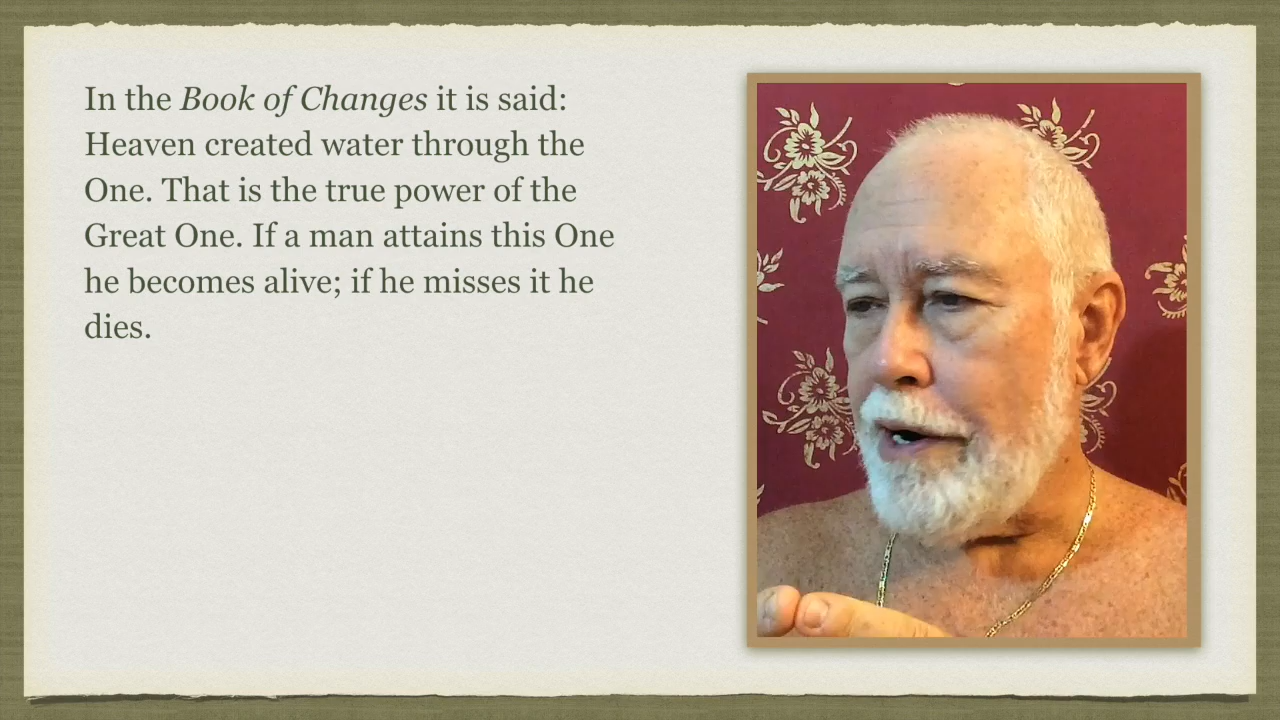 In the Book of Changes it is said:
Heaven created water through the
One. That is the true power of the
Great One. If a man attains this One
he becomes alive; if he misses it he
dies.